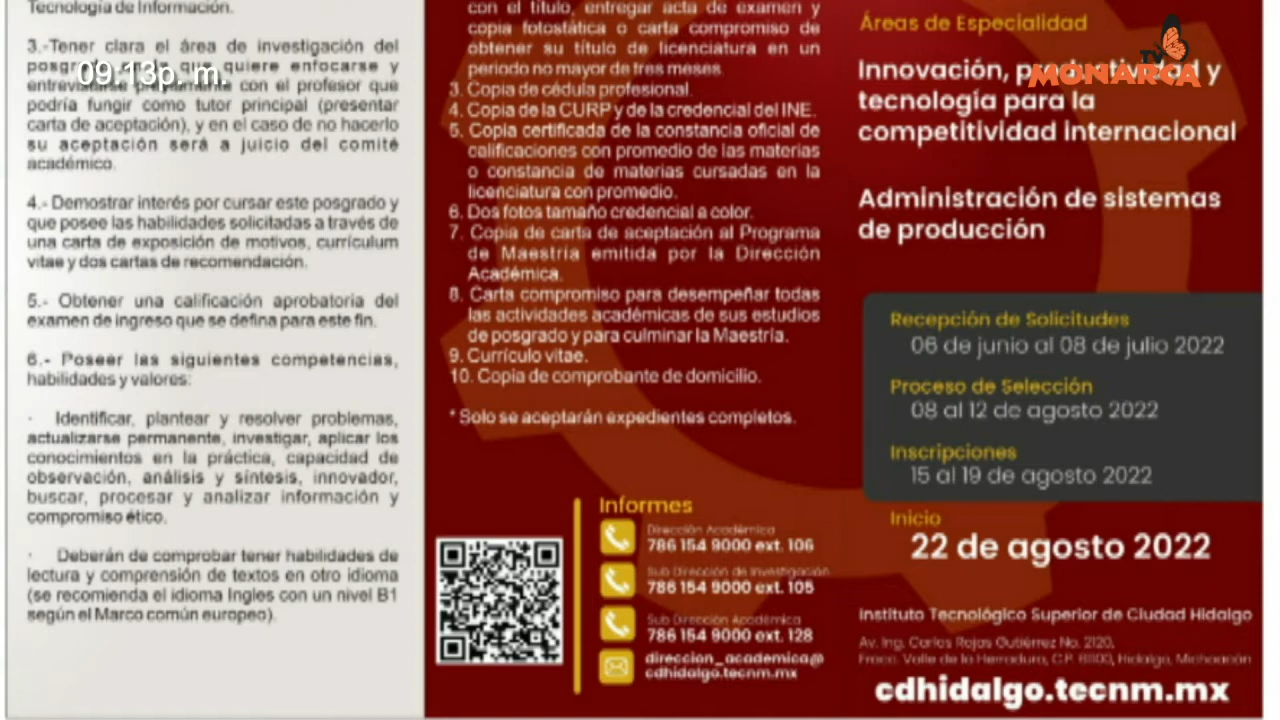 Tecnología de Información.
3.-Tener clara el área de investigación del
posgrado en la que quiere enfocarse y
entrevistarse previamente con el profesor que
podría fungir como tutor principal (presentar
carta de aceptación), y en el caso de no hacerlo
su aceptación será a juicio del comité
académico.
4.- Demostrar interés por cursar este posgrado y
que posee las habilidades solicitadas a través de
una carta de exposición de motivos, currículum
vitae y dos cartas de recomendación.
5.- Obtener una calificación aprobatoria del
examen de ingreso que se defina para este fin.
6.- Poseer las siguientes competencias,
habilidades y valores:
· Identificar, plantear y resolver problemas,
actualizarse permanente, investigar, aplicar los
conocimientos en la práctica, capacidad de
observación, análisis y síntesis, innovador,
buscar, procesar y analizar información y
compromiso ético.
· Deberán de comprobar tener habilidades de
lectura y comprensión de textos en otro idioma
(se recomienda el idioma Ingles con un nivel B1
según el Marco común europeo).
09:13p. m.
con el título, entregar acta de examen y
copia fotostática o carta compromiso de
obtener su título de licenciatura en un
periodo no mayor de tres meses.
3. Copia de cédula profesional.
4. Copia de la CURP y de la credencial del INE.
5. Copia certificada de la constancia oficial de
calificaciones con promedio de las materias
o constancia de materias cursadas en la
licenciatura con promedio.
6. Dos fotos tamaño credencial a color.
7. Copia de carta de aceptación al Programa
de Maestría emitida por la Dirección
Académica.
8. Carta compromiso para desempeñar todas
las actividades académicas de sus estudios
de posgrado y para culminar la Maestría.
9. Currículo vitae.
10. Copia de comprobante de domicilio.
* Solo se aceptarán expedientes completos.
Informes
Dirección Académica
786 154 9000 ext. 106
Sub Dirección de Investigación
786 154 9000 ext. 105
Sub Dirección Académica
786 154 9000 ext. 128
direccion_academica@
cdhidalgo.tecnm.mx
Áreas de Especialidad
Innovación, productividad y
tecnología para la
competitividad internacional
Administración de sistemas
de producción
TV
MONARCA
Recepción de Solicitudes
06 de junio al 08 de julio 2022
Proceso de Selección
08 al 12 de agosto 2022
Inscripciones
15 al 19 de agosto 2022
Inicio
22 de agosto 2022
Instituto Tecnológico Superior de Ciudad Hidalgo
Av. Ing. Carlos Rojas Gutiérrez No. 2120,
Fracc. Valle de la Herradura, C.P. 61100, Hidalgo, Michoacán
cdhidalgo.tecnm.mx